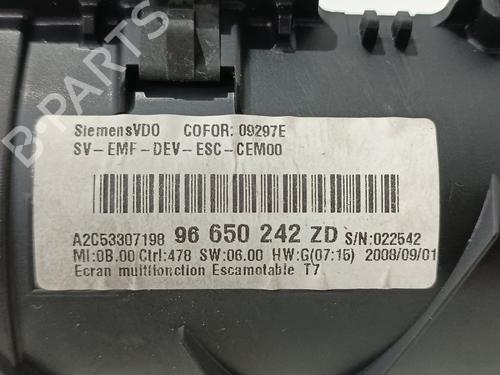 SiemensVDO COFOR: 09297E
SV-EMF-DEV-ESC-CEM00
A2C53307198 96 650 242 ZD S/N:022542
MI:0B.00 Ctrl:478 SW:06.00 HW:G(07:15) 2008/09/01
Ecran multifonction Escamotable T7
B-PARTS